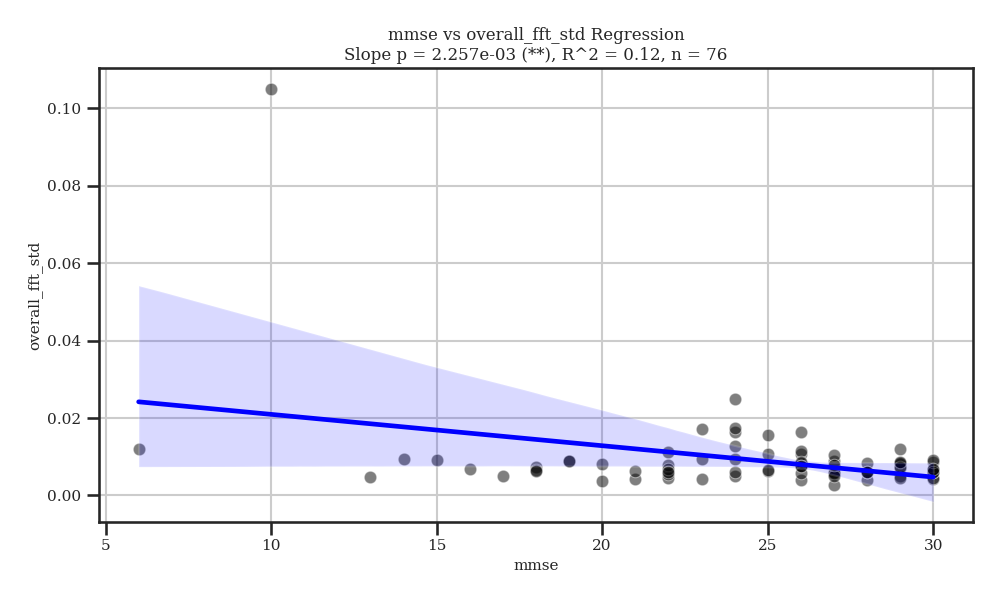 mmse vs overall_fft_std Regression
Slope p = 2.257e-03 (**), R^2 = 0.12, n = 76
overall_fft_std
0.10
0.08
0.06
0.04
0.02
0.00
5 10 15 20 25 30
mmse